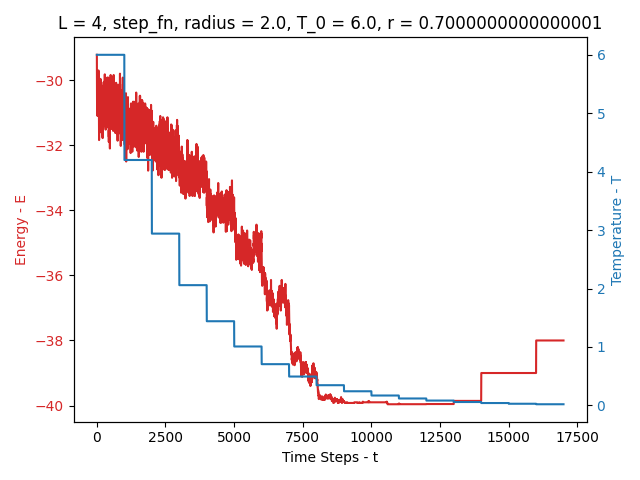 L = 4, step_fn, radius = 2.0, T_0 = 6.0, r = 0.7000000000000001
Energy - E
−30
−32
−34
−36
−38
−40
6
5
4
3
2
1
0
Temperature - T
0 2500 5000 7500 10000 12500 15000 17500
Time Steps - t